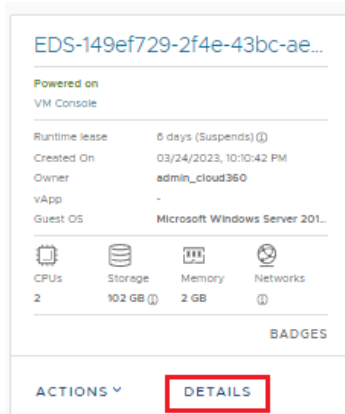 EDS-149ef729-2f4e-43bc-ae...
Powered on
VM Console
Runtime lease 6 days (Suspends)
Created On 03/24/2023, 10:10:42 PM
Owner admin_cloud360
vApp -
Guest OS Microsoft Windows Server 201...
CPUs Storage Memory Networks
2 102 GB 2 GB
BADGES
ACTIONS DETAILS